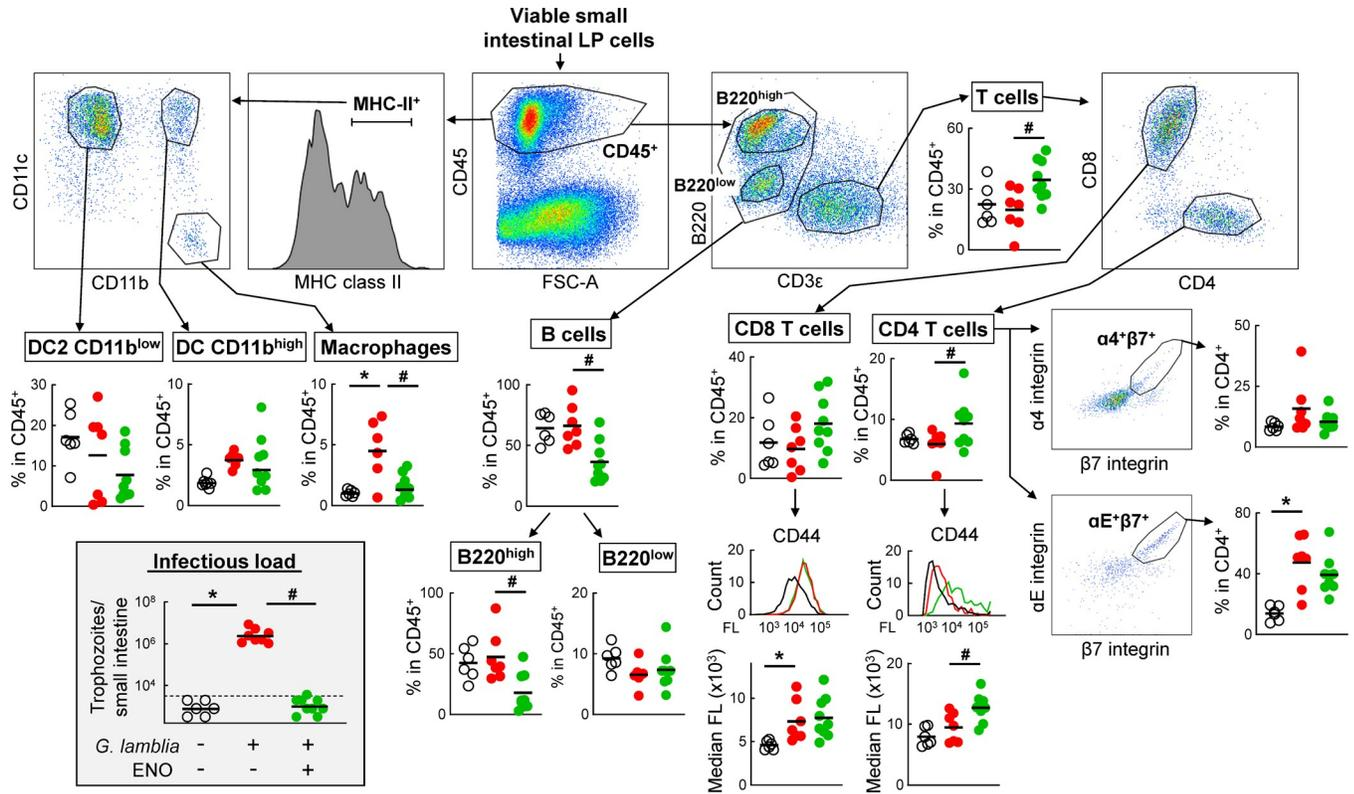 Viable small
intestinal LP cells
CD11c
CD11b
MHC-II⁺
MHC class II
CD45
CD45⁺
FSC-A
B220ʰⁱᵍʰ
B220ˡᵒʷ
B220
CD3ε
T cells
% in CD45⁺
60
30
0
#
CD8
CD4
DC2 CD11bˡᵒʷ
% in CD45⁺
30
20
10
0
DC CD11bʰⁱᵍʰ
% in CD45⁺
10
5
0
Macrophages
% in CD45⁺
10
5
0
* #
B cells
% in CD45⁺
100
50
0
#
CD8 T cells
% in CD45⁺
40
20
0
CD4 T cells
% in CD45⁺
20
10
0
#
α4 integrin
α4⁺β7⁺
β7 integrin
% in CD4⁺
50
25
0
αE integrin
αE⁺β7⁺
β7 integrin
% in CD4⁺
80
40
0
*
B220ʰⁱᵍʰ
% in CD45⁺
100
50
0
#
B220ˡᵒʷ
% in CD45⁺
20
10
0
CD44
Count
20
10
0
FL 10³ 10⁴ 10⁵
Median FL (x10³)
10
5
0
*
CD44
Count
20
10
0
FL 10³ 10⁴ 10⁵
Median FL (x10³)
20
10
0
#
Infectious load
Trophozoites/
small intestine
10⁸
10⁶
10⁴
* #
G. lamblia - + +
ENO - - +